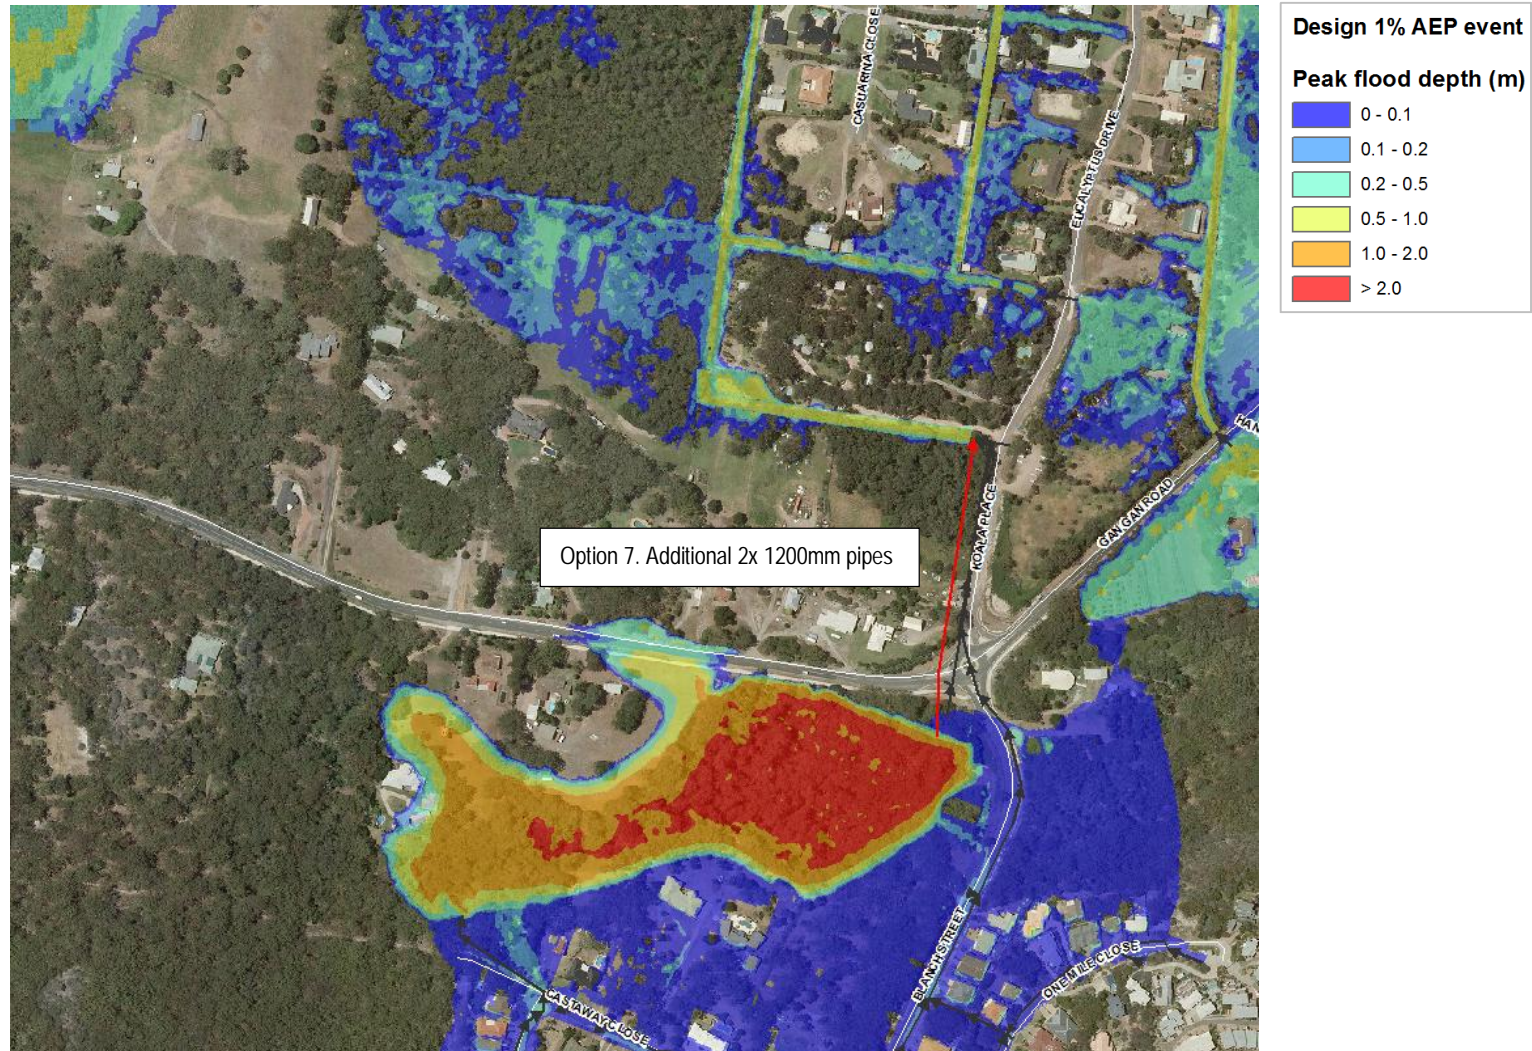 Design 1% AEP event
Peak flood depth (m)
0 - 0.1
0.1 - 0.2
0.2 - 0.5
0.5 - 1.0
1.0 - 2.0
> 2.0
CASUARINA CLOSE
EUCALYPTUS DRIVE
HAN
GAN GAN ROAD
KOALA PLACE
Option 7. Additional 2x 1200mm pipes
BLANCH STREET
ONE MILE CLOSE
CASTAWAY CLOSE